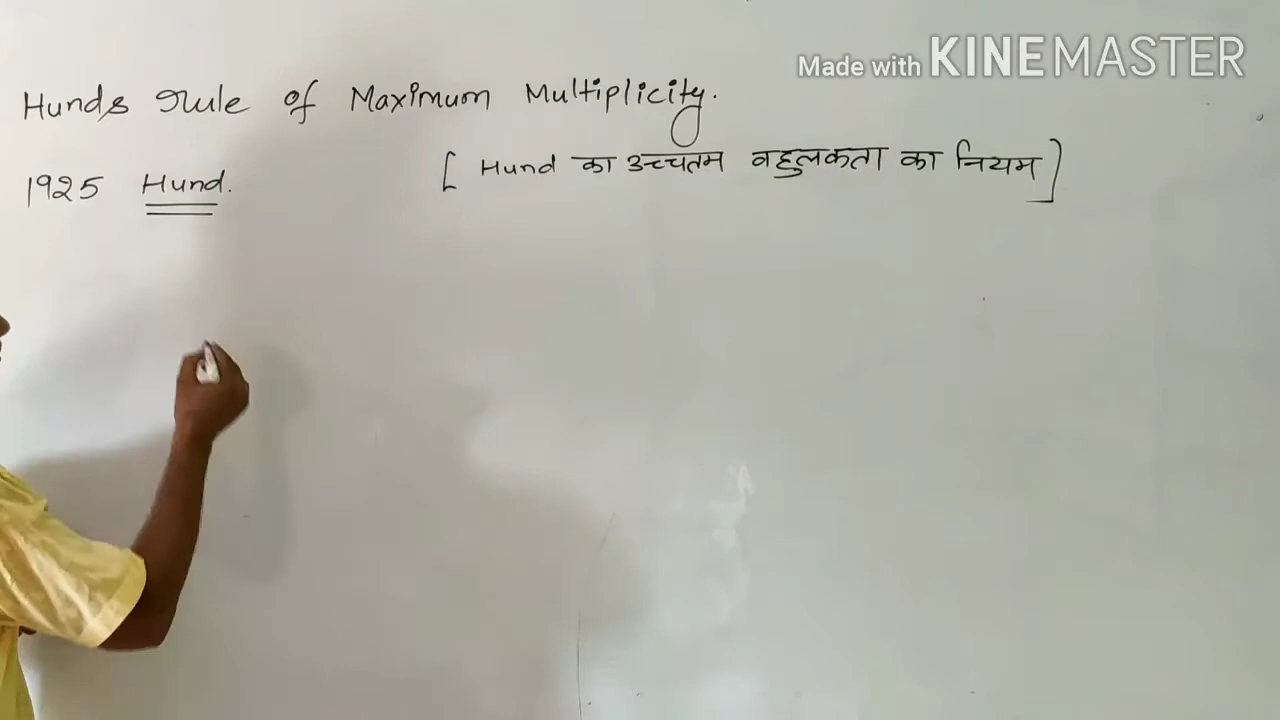 Made with KINEMASTER
Hunds rule of Maximum Multiplicity.
[ Hund का उच्चतम बहुलकता का नियम ]
1925 Hund.